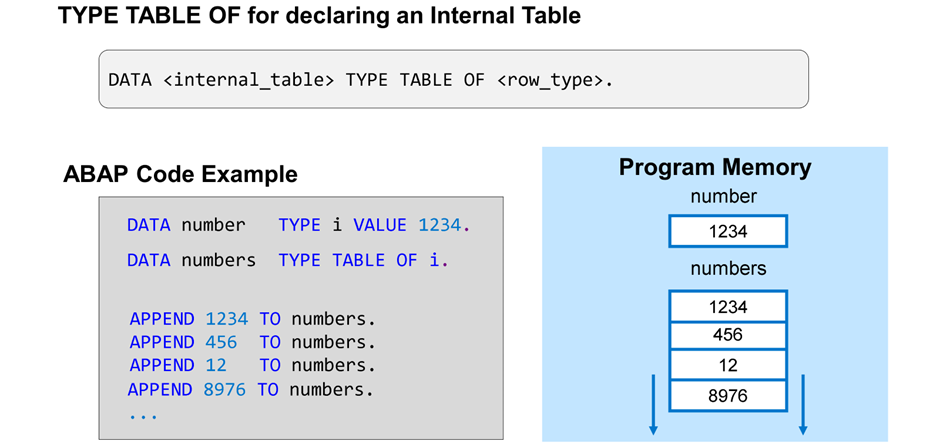 TYPE TABLE OF for declaring an Internal Table
DATA <internal_table> TYPE TABLE OF <row_type>.
ABAP Code Example
DATA number TYPE i VALUE 1234.
DATA numbers TYPE TABLE OF i.
APPEND 1234 TO numbers.
APPEND 456 TO numbers.
APPEND 12 TO numbers.
APPEND 8976 TO numbers.
...
Program Memory
number
1234
numbers
1234
456
12
8976